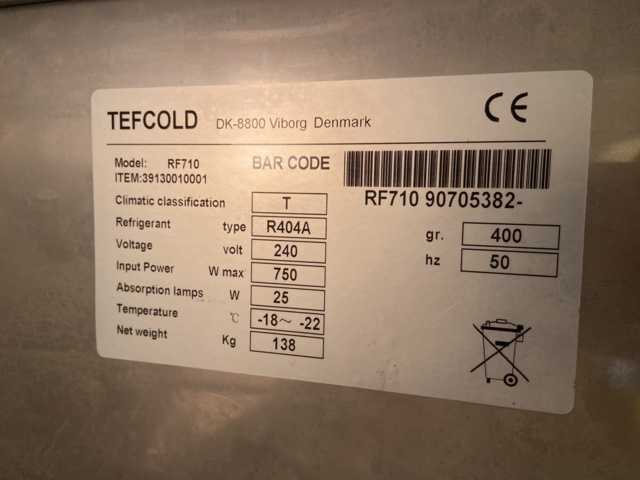 TEFCOLD DK-8800 Viborg Denmark CE
Model: RF710 BAR CODE
ITEM:39130010001
RF710 90705382-
Climatic classification T
Refrigerant type R404A gr. 400
Voltage volt 240 hz 50
Input Power W max 750
Absorption lamps W 25
Temperature °C -18~ -22
Net weight Kg 138